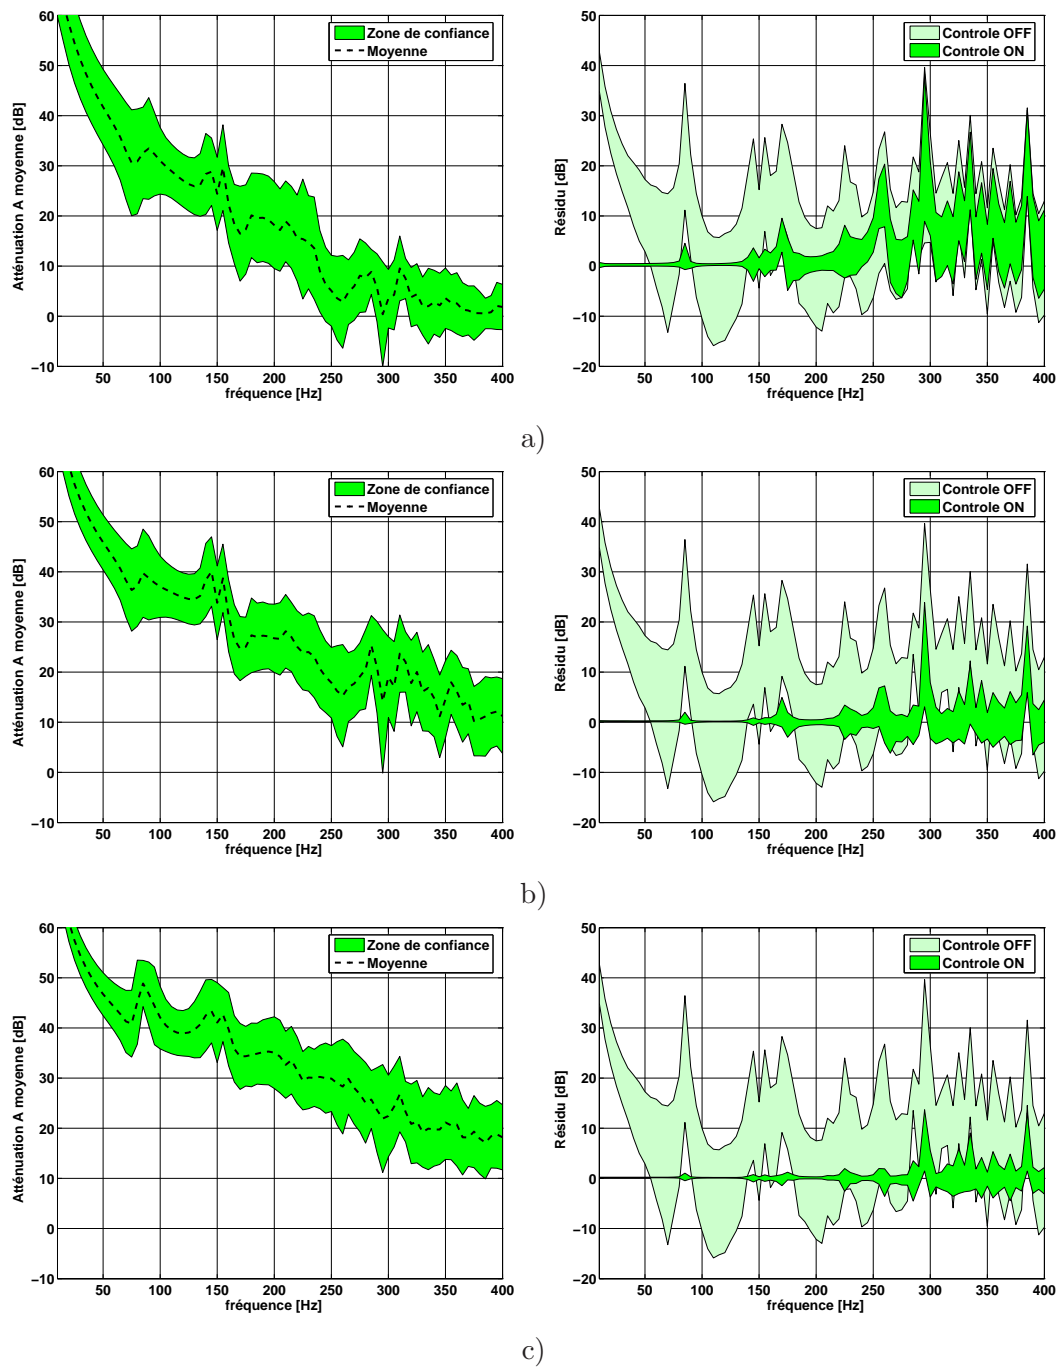 60
50
40
30
20
10
0
−10
50 100 150 200 250 300 350 400
fréquence [Hz]
Atténuation A moyenne [dB]
Zone de confiance
Moyenne
50
40
30
20
10
0
−10
−20
50 100 150 200 250 300 350 400
fréquence [Hz]
Résidu [dB]
Controle OFF
Controle ON
a)
60
50
40
30
20
10
0
−10
50 100 150 200 250 300 350 400
fréquence [Hz]
Atténuation A moyenne [dB]
Zone de confiance
Moyenne
50
40
30
20
10
0
−10
−20
50 100 150 200 250 300 350 400
fréquence [Hz]
Résidu [dB]
Controle OFF
Controle ON
b)
60
50
40
30
20
10
0
−10
50 100 150 200 250 300 350 400
fréquence [Hz]
Atténuation A moyenne [dB]
Zone de confiance
Moyenne
50
40
30
20
10
0
−10
−20
50 100 150 200 250 300 350 400
fréquence [Hz]
Résidu [dB]
Controle OFF
Controle ON
c)